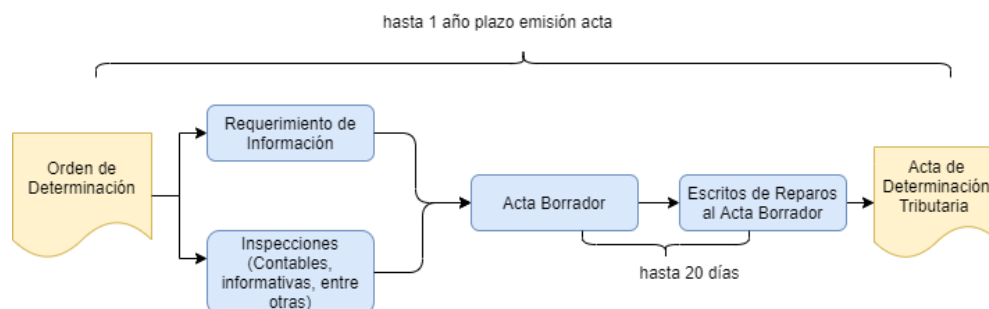 hasta 1 año plazo emisión acta
Orden de
Determinación
Requerimiento de
Información
Inspecciones
(Contables,
informativas, entre
otras)
Acta Borrador
Escritos de Reparos
al Acta Borrador
hasta 20 días
Acta de
Determinación
Tributaria